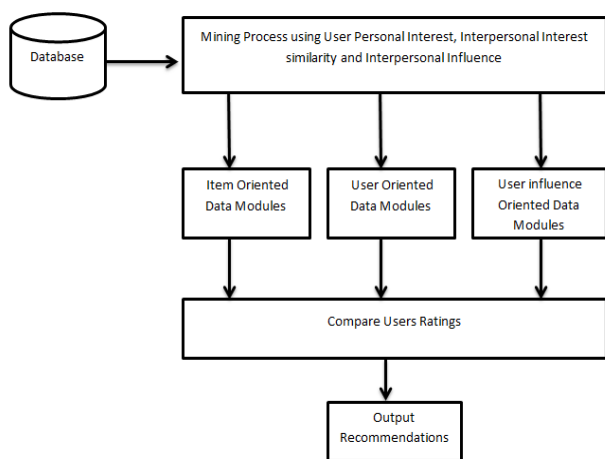 Database
Mining Process using User Personal Interest, Interpersonal Interest
similarity and Interpersonal Influence
Item Oriented
Data Modules
User Oriented
Data Modules
User influence
Oriented Data
Modules
Compare Users Ratings
Output
Recommendations